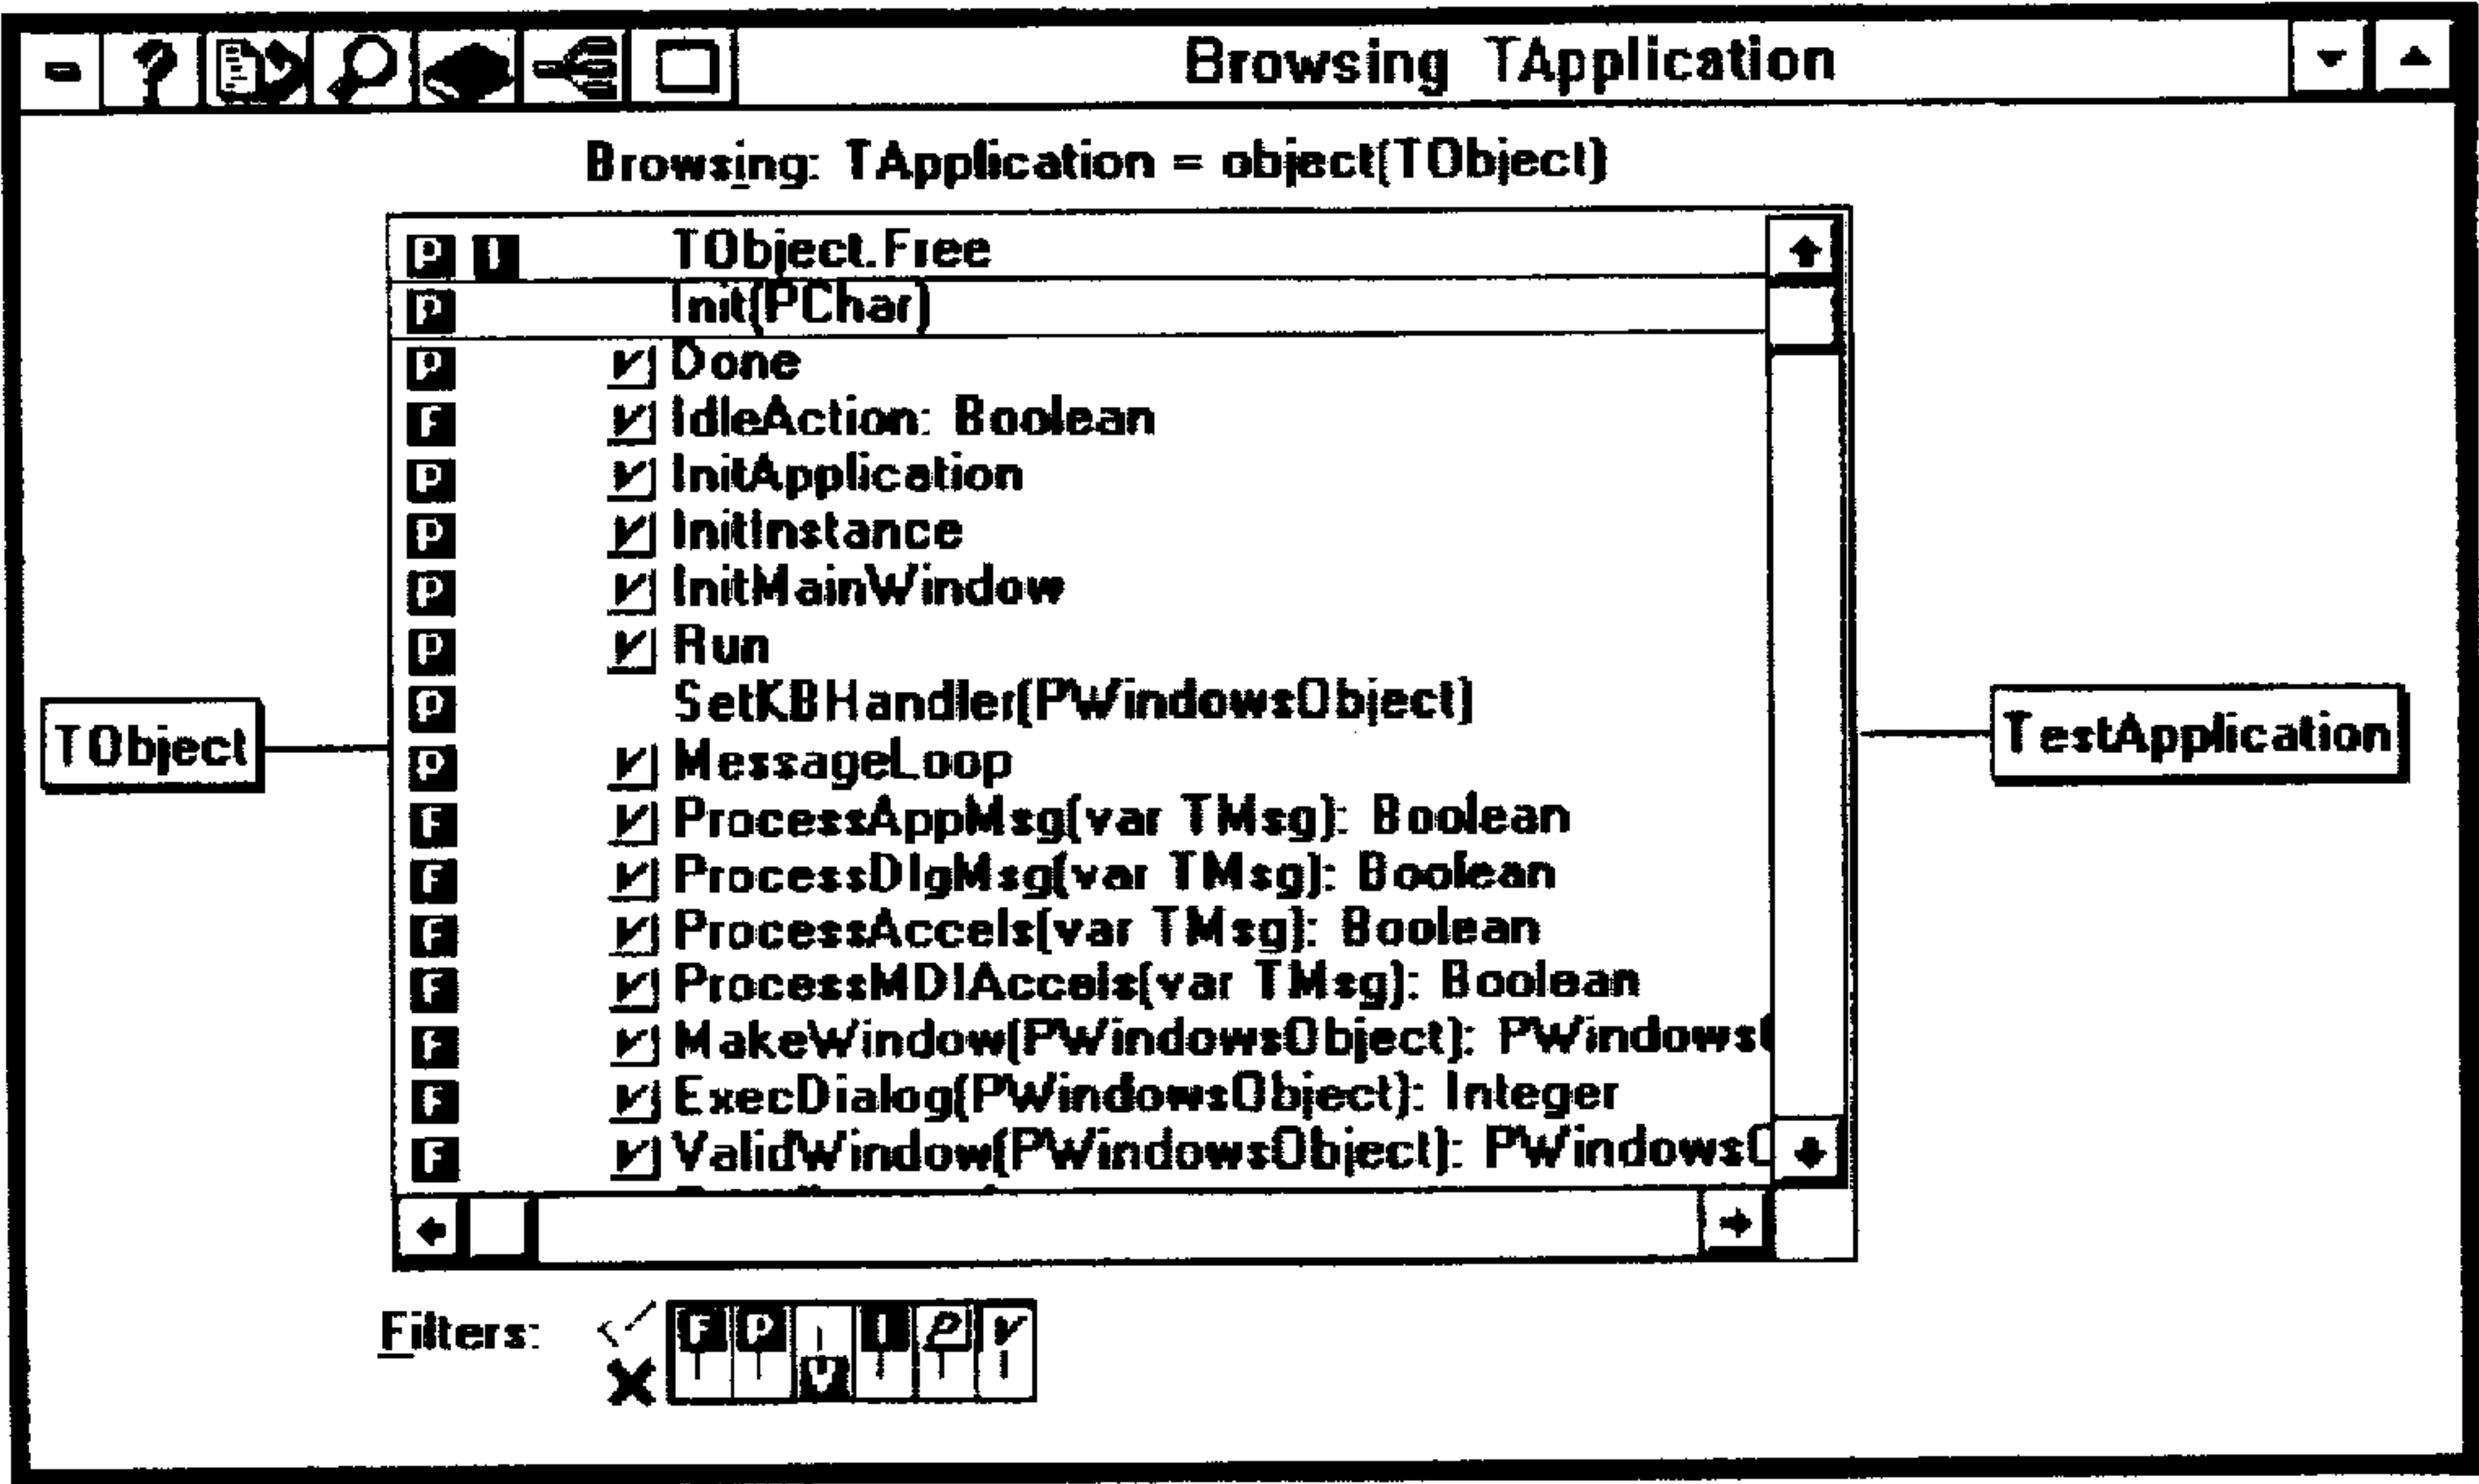 Browsing TApplication
Browsing: TApplication = object(TObject)
P I TObject.Free
P Init(PChar)
P V Done
F V IdleAction: Boolean
P V InitApplication
P V InitInstance
P V InitMainWindow
P V Run
P SetKBHandler(PWindowsObject)
TObject
TestApplication
P V MessageLoop
F V ProcessAppMsg(var TMsg): Boolean
F V ProcessDlgMsg(var TMsg): Boolean
F V ProcessAccels(var TMsg): Boolean
F V ProcessMDIAccels(var TMsg): Boolean
F V MakeWindow(PWindowsObject): PWindows
F V ExecDialog(PWindowsObject): Integer
F V ValidWindow(PWindowsObject): PWindowsO
Filters: F P V I P V